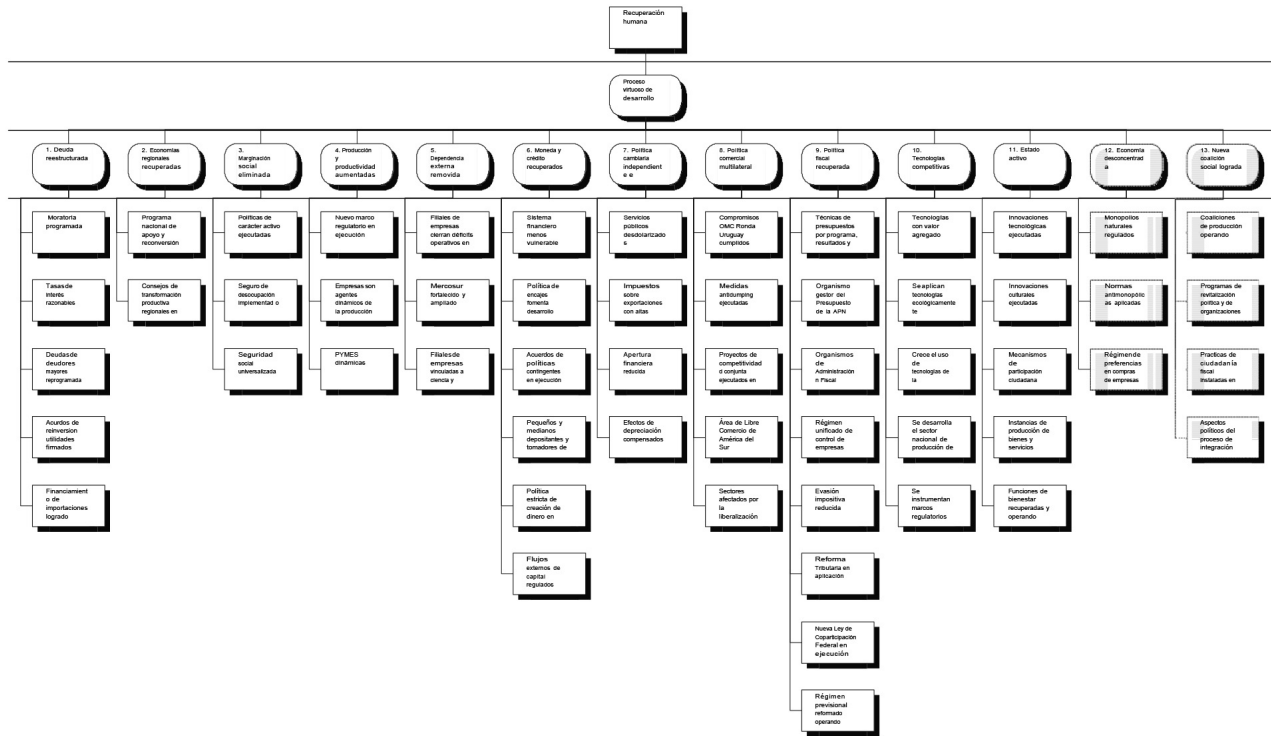 Recuperación
humana
Proceso
virtuoso de
desarrollo
1. Deuda
reestructurada
2. Economías
regionales
recuperadas
3.
Marginación
social
eliminada
4. Producción
y
productividad
aumentadas
5.
Dependencia
externa
removida
6. Moneda y
crédito
recuperados
7. Política
cambiaria
independient
e e
8. Política
comercial
multilateral
9. Política
fiscal
recuperada
10.
Tecnologías
competitivas
11. Estado
activo
12. Economía
desconcentrad
a
13. Nueva
coalición
social lograda
Moratoria
programada
Programa
nacional de
apoyo y
reconversión
Políticas de
carácter activo
ejecutadas
Nuevo marco
regulatorio en
ejecución
Filiales de
empresas
cierran déficits
operativos en
Sistema
financiero
menos
vulnerable
Servicios
públicos
desdolarizado
s
Compromisos
OMC Ronda
Uruguay
cumplidos
Técnicas de
presupuestos
por programa,
resultados y
Tecnologías
con valor
agregado
Innovaciones
tecnológicas
ejecutadas
Monopolios
naturales
regulados
Coaliciones
de producción
operando
Tasas de
interés
razonables
Consejos de
transformación
productiva
regionales en
Seguro de
desocupación
implementad o
Empresas son
agentes
dinámicos de
la producción
Mercosur
fortalecido y
ampliado
Política de
encajes
fomenta
desarrollo
Impuestos
sobre
exportaciones
con altas
Medidas
antidumping
ejecutadas
Organismo
gestor del
Presupuesto
de la APN
Se aplican
tecnologías
ecológicamente
Innovaciones
culturales
ejecutadas
Normas
antimonopólic
as aplicadas
Programas de
revitalización
política y de
organizaciones
Deudas de
deudores
mayores
reprogramada
Seguridad
social
universalizada
PYMES
dinámicas
Filiales de
empresas
vinculadas a
ciencia y
Acuerdos de
políticas
contingentes
en ejecución
Apertura
financiera
reducida
Proyectos de
competitivida
d conjunta
ejecutados en
Organismos
de
Administració
n Fiscal
Crece el uso
de
tecnologías de
la
Mecanismos
de
participación
ciudadana
Régimen de
preferencias
en compras
de empresas
Practicas de
ciudadanía
fiscal
instaladas en
Acurdos de
reinversion
utilidades
firmados
Pequeños y
medianos
depositantes y
tomadores de
Efectos de
depreciación
compensados
Área de Libre
Comercio de
América del
Sur
Régimen
unificado de
control de
empresas
Se desarrolla
el sector
nacional de
producción de
Instancias de
producción de
bienes y
servicios
Aspectos
políticos del
proceso de
integración
Financiamient
o de
importaciones
logrado
Política
estricta de
creación de
dinero en
Sectores
afectados por
la
liberalización
Evasión
impositiva
reducida
Se
instrumentan
marcos
regulatorios
Funciones de
bienestar
recuperadas y
operando
Flujos
externos de
capital
regulados
Reforma
Tributaria en
aplicación
Nueva Ley de
Coparticipación
Federal en
ejecución
Régimen
previsional
reformado
operando